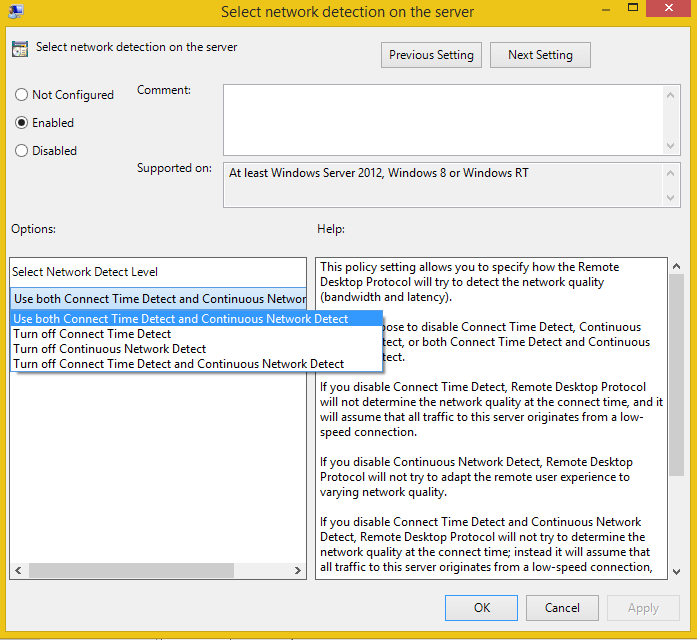 Select network detection on the server
Select network detection on the server
Previous Setting
Next Setting
Not Configured
Comment:
Enabled
Disabled
Supported on:
At least Windows Server 2012, Windows 8 or Windows RT
Options:
Help:
Select Network Detect Level
Use both Connect Time Detect and Continuous Networ
Use both Connect Time Detect and Continuous Network Detect
Turn off Connect Time Detect
Turn off Continuous Network Detect
Turn off Connect Time Detect and Continuous Network Detect
This policy setting allows you to specify how the Remote
Desktop Protocol will try to detect the network quality
(bandwidth and latency).
to disable Connect Time Detect, Continuous
or both Connect Time Detect and Continuous
If you disable Connect Time Detect, Remote Desktop Protocol
will not determine the network quality at the connect time, and it
will assume that all traffic to this server originates from a low-
speed connection.
If you disable Continuous Network Detect, Remote Desktop
Protocol will not try to adapt the remote user experience to
varying network quality.
If you disable Connect Time Detect and Continuous Network
Detect, Remote Desktop Protocol will not try to determine the
network quality at the connect time; instead it will assume that
all traffic to this server originates from a low-speed connection,
OK
Cancel
Apply